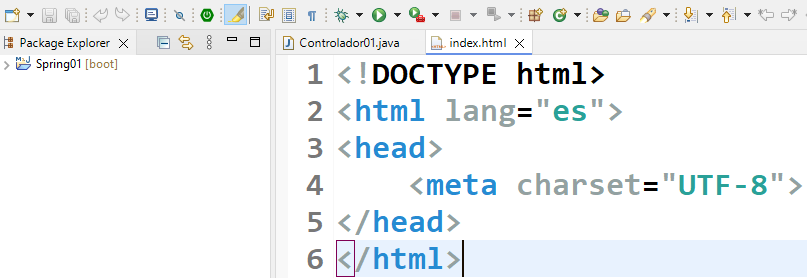 Package Explorer
Spring01 [boot]
Controlador01.java
index.html
1 <!DOCTYPE html>
2 <html lang="es">
3 <head>
4     <meta charset="UTF-8">
5 </head>
6 </html>